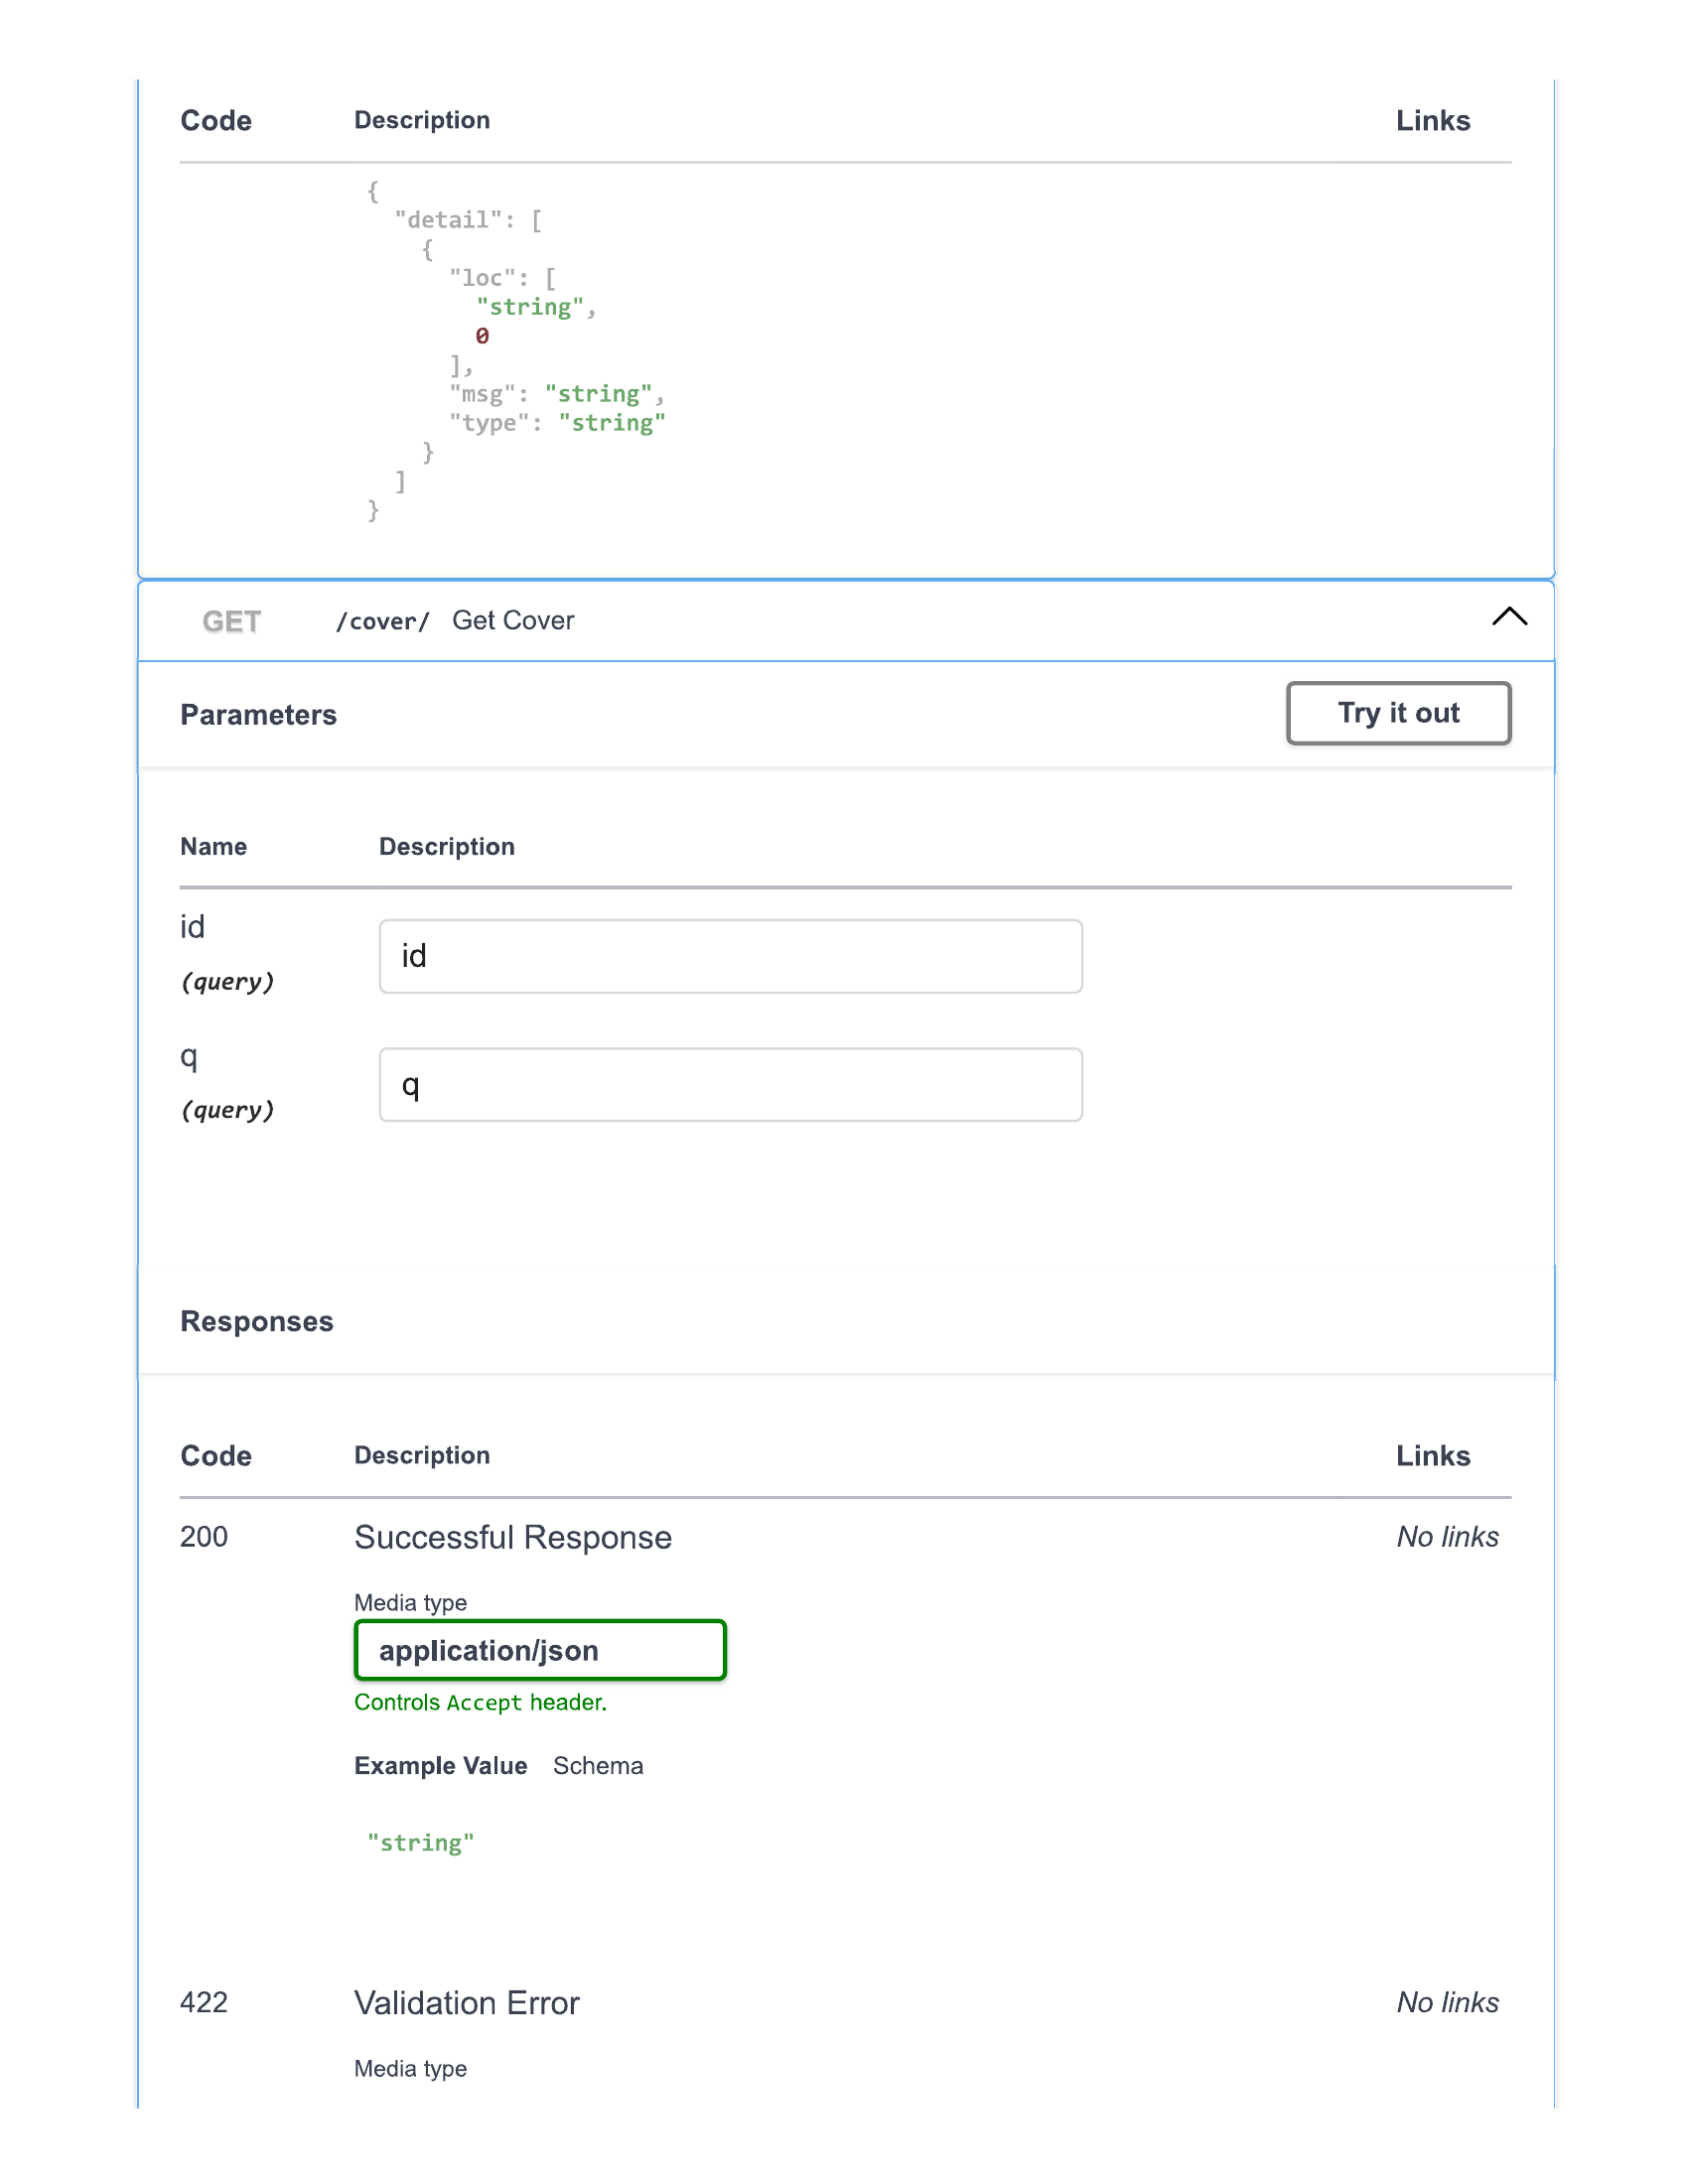 Code Description Links
{
"detail": [
{
"loc": [
"string",
0
],
"msg": "string",
"type": "string"
}
]
}
GET /cover/ Get Cover
Parameters Try it out
Name Description
id
(query)
id
q
(query)
q
Responses
Code Description Links
200 Successful Response No links
Media type
application/json
Controls Accept header.
Example Value Schema
"string"
422 Validation Error No links
Media type